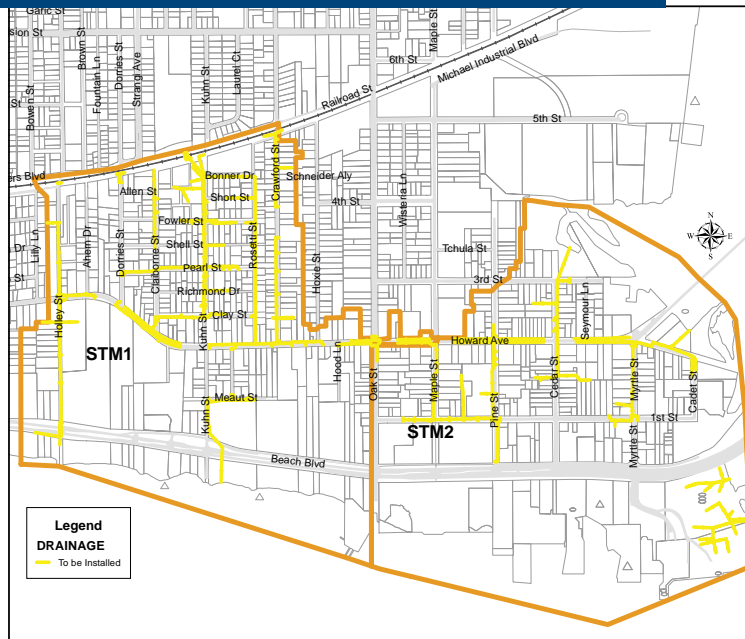 Garic St
sion St
Brown St
Maple St
6th St
Michael Industrial Blvd
Fountain Ln
Dorries St
Strang Ave
Kuhn St
Laurel Ct
Railroad St
St
Bowen St
5th St
ers Blvd
Bonner Dr
Crawford St
Schneider Aly
Allen St
Short St
4th St
Wisteria Ln
Fowler St
Lilly Ln
Ahern Dr
Dorries St
Claiborne St
Shell St
Rosetti St
Hoxie St
Tchula St
N
W E
S
Dr
Pearl St
3rd St
St
Richmond Dr
Seymour Ln
Holley St
Clay St
Kuhn St
Howard Ave
STM1
Hood Ln
Oak St
Maple St
Cedar St
Myrtle St
Cadet St
Meaut St
Kuhn St
Pine St
1st St
STM2
Myrtle St
Beach Blvd
Legend
DRAINAGE
To be Installed